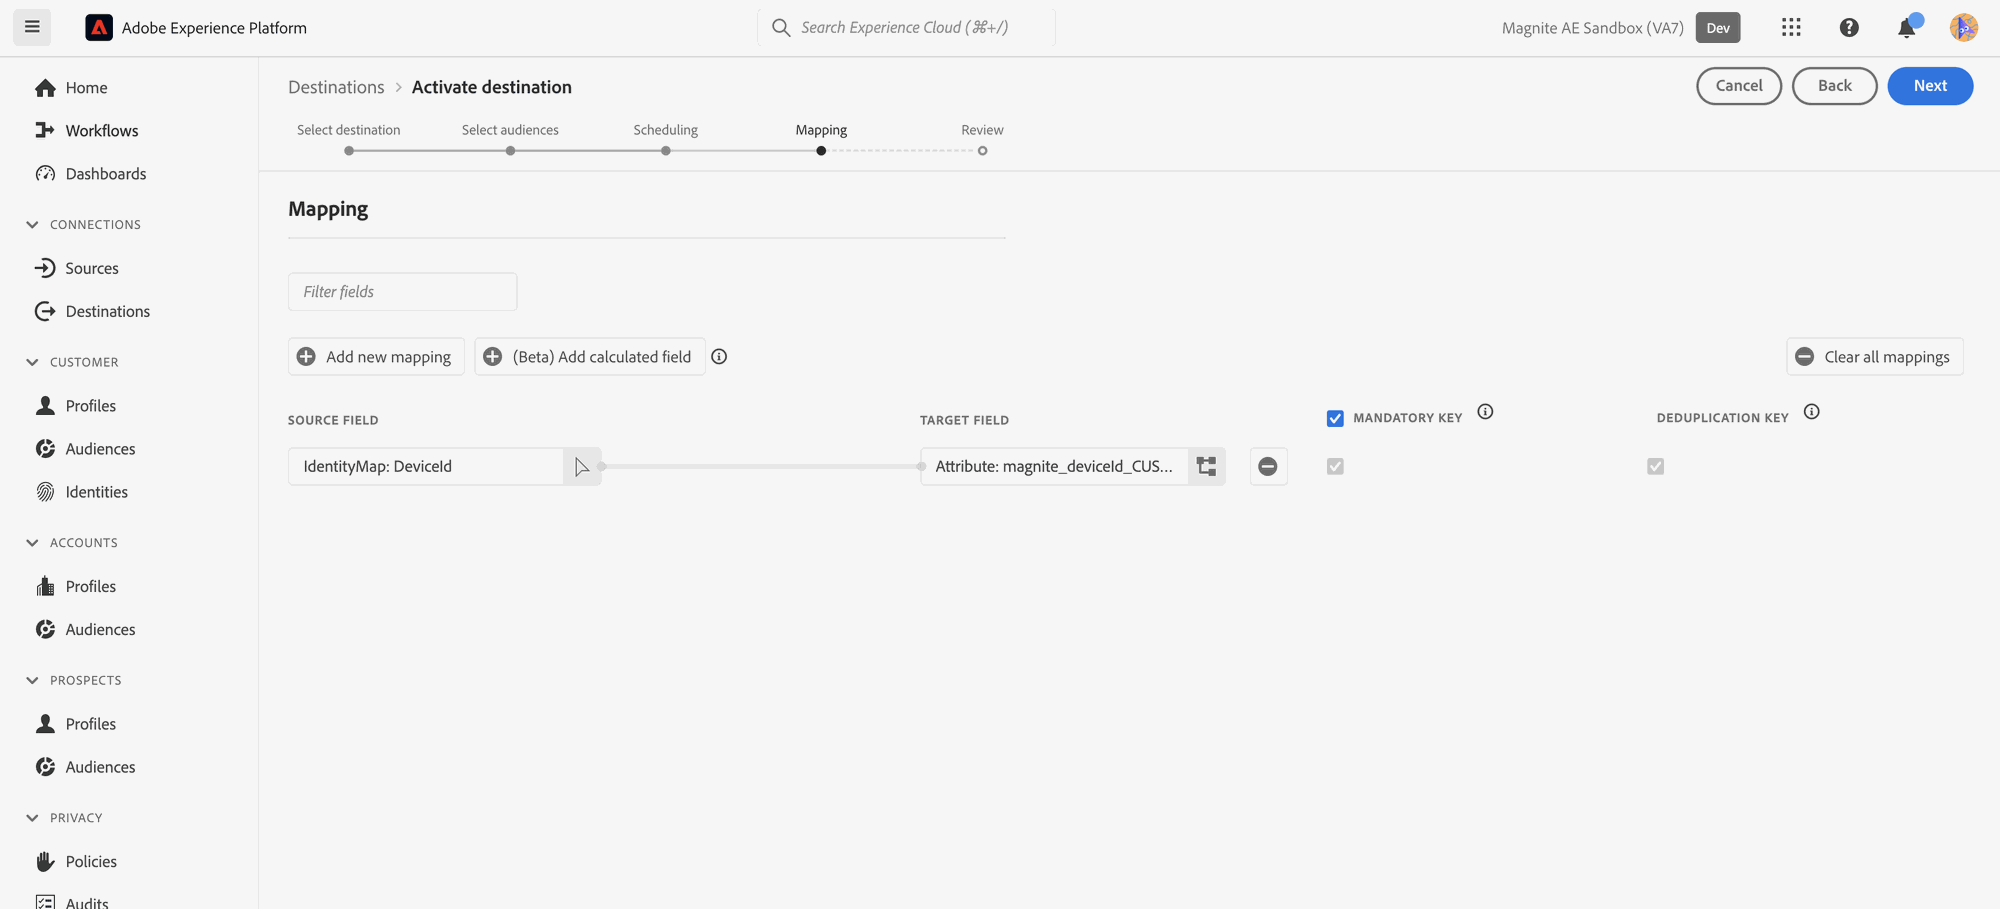 Adobe Experience Platform
Search Experience Cloud (⌘+/)
Magnite AE Sandbox (VA7)
Dev
Home
Workflows
Dashboards
CONNECTIONS
Sources
Destinations
CUSTOMER
Profiles
Audiences
Identities
ACCOUNTS
Profiles
Audiences
PROSPECTS
Profiles
Audiences
PRIVACY
Policies
Audits
Destinations > Activate destination
Cancel
Back
Next
Select destination
Select audiences
Scheduling
Mapping
Review
Mapping
Filter fields
Add new mapping
(Beta) Add calculated field
Clear all mappings
SOURCE FIELD
TARGET FIELD
MANDATORY KEY
DEDUPLICATION KEY
IdentityMap: DeviceId
Attribute: magnite_deviceId_CUS...